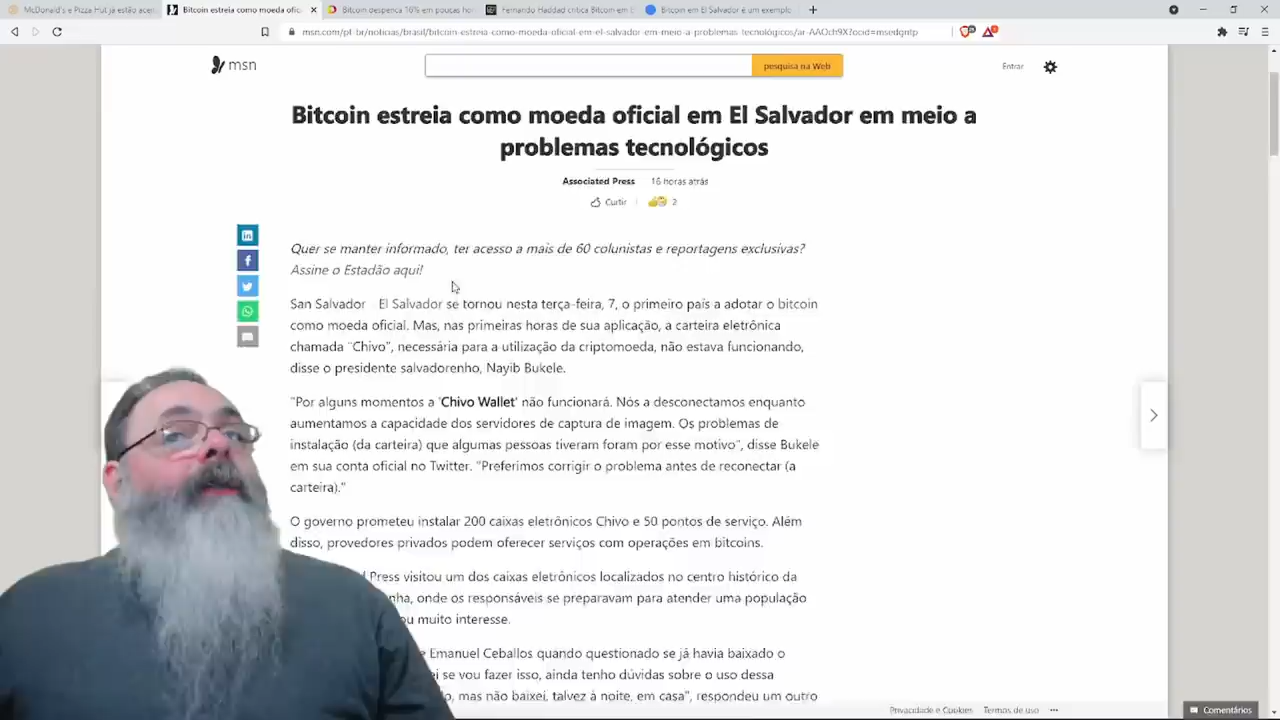 McDonald's e Pizza Hut já estão acei
Bitcoin estreia como moeda ofic
Bitcoin despenca 16% em poucas ho
Fernando Haddad critica Bitcoin em E
Bitcoin em El Salvador é um exemplo
msn.com/pt-br/noticias/brasil/bitcoin-estreia-como-moeda-oficial-em-el-salvador-em-meio-a-problemas-tecnológicos/ar-AAOch9X?ocid=msedgntp
msn
pesquisa na Web
Entrar
Bitcoin estreia como moeda oficial em El Salvador em meio a
problemas tecnológicos
Associated Press 16 horas atrás
Curtir 2
Quer se manter informado, ter acesso a mais de 60 colunistas e reportagens exclusivas?
Assine o Estadão aqui!
San Salvador El Salvador se tornou nesta terça-feira, 7, o primeiro país a adotar o bitcoin
como moeda oficial. Mas, nas primeiras horas de sua aplicação, a carteira eletrônica
chamada ¨Chivo", necessária para a utilização da criptomoeda, não estava funcionando,
disse o presidente salvadorenho, Nayib Bukele.
"Por alguns momentos a 'Chivo Wallet' não funcionará. Nós a desconectamos enquanto
aumentamos a capacidade dos servidores de captura de imagem. Os problemas de
instalação (da carteira) que algumas pessoas tiveram foram por esse motivo", disse Bukele
em sua conta oficial no Twitter. "Preferimos corrigir o problema antes de reconectar (a
carteira)."
O governo prometeu instalar 200 caixas eletrônicos Chivo e 50 pontos de serviço. Além
disso, provedores privados podem oferecer serviços com operações em bitcoins.
d Press visitou um dos caixas eletrônicos localizados no centro histórico da
nha, onde os responsáveis se preparavam para atender uma população
ou muito interesse.
e Emanuel Ceballos quando questionado se já havia baixado o
ei se vou fazer isso, ainda tenho dúvidas sobre o uso dessa
do, mas não baixei, talvez à noite, em casa", respondeu um outro
Privacidade e Cookies Termos de uso ...
Comentários